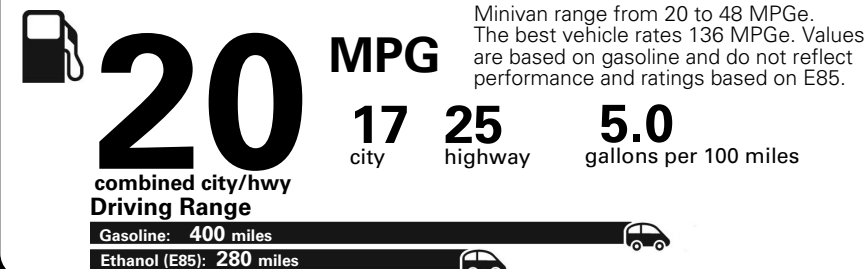 20 MPG
Minivan range from 20 to 48 MPGe.
The best vehicle rates 136 MPGe. Values
are based on gasoline and do not reflect
performance and ratings based on E85.
17 25 5.0
city highway gallons per 100 miles
combined city/hwy
Driving Range
Gasoline: 400 miles
Ethanol (E85): 280 miles